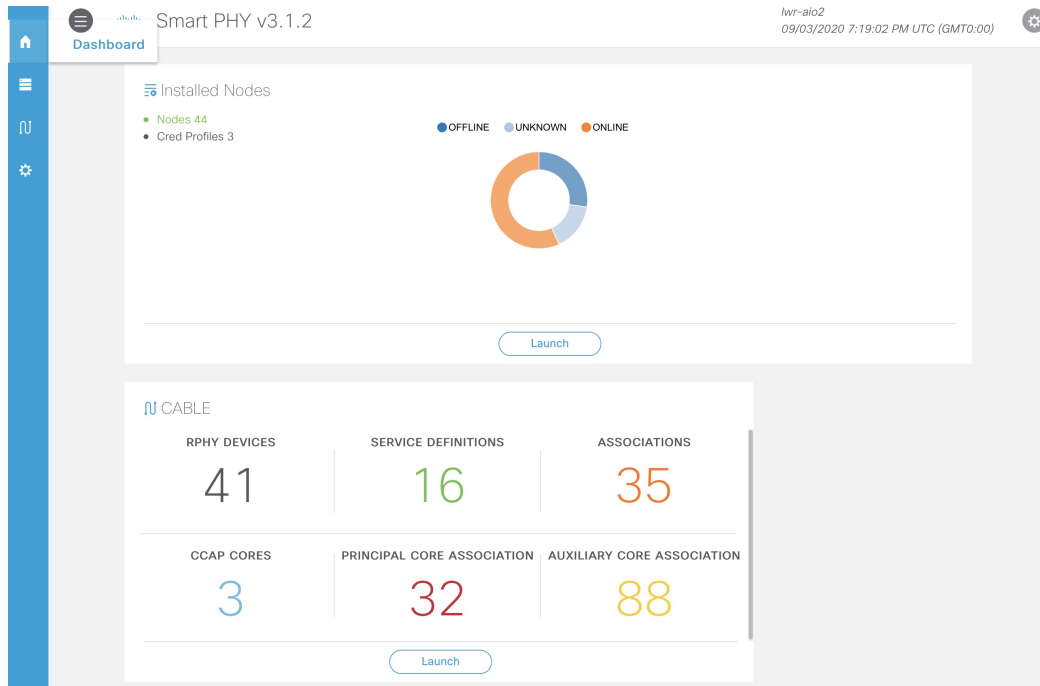 Smart PHY v3.1.2
lwr-aio2
09/03/2020 7:19:02 PM UTC (GMT0:00)
Dashboard
Installed Nodes
Nodes 44
Cred Profiles 3
OFFLINE UNKNOWN ONLINE
Launch
CABLE
RPHY DEVICES SERVICE DEFINITIONS ASSOCIATIONS
41 16 35
CCAP CORES PRINCIPAL CORE ASSOCIATION AUXILIARY CORE ASSOCIATION
3 32 88
Launch